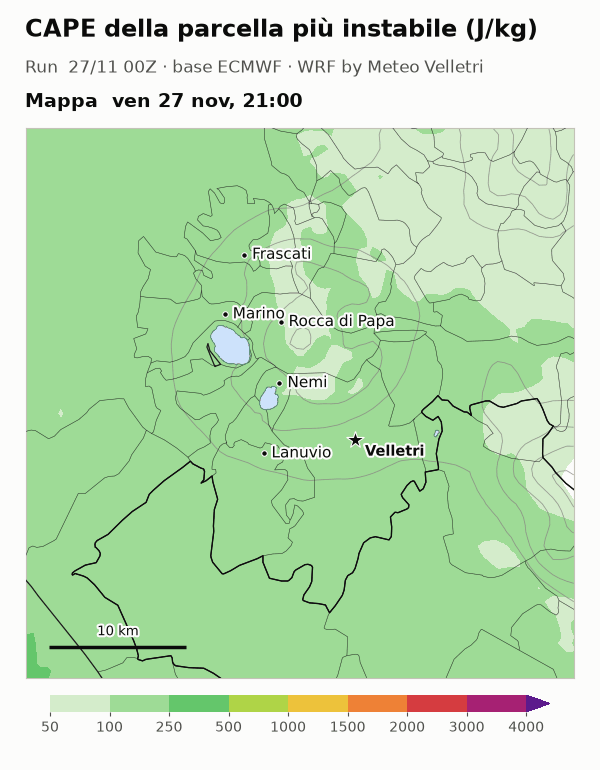 CAPE della parcella più instabile (J/kg)
Run  27/11 00Z · base ECMWF · WRF by Meteo Velletri
Mappa  ven 27 nov, 21:00
Frascati
Marino
Rocca di Papa
Nemi
Velletri
Lanuvio
10 km
50 100 250 500 1000 1500 2000 3000 4000